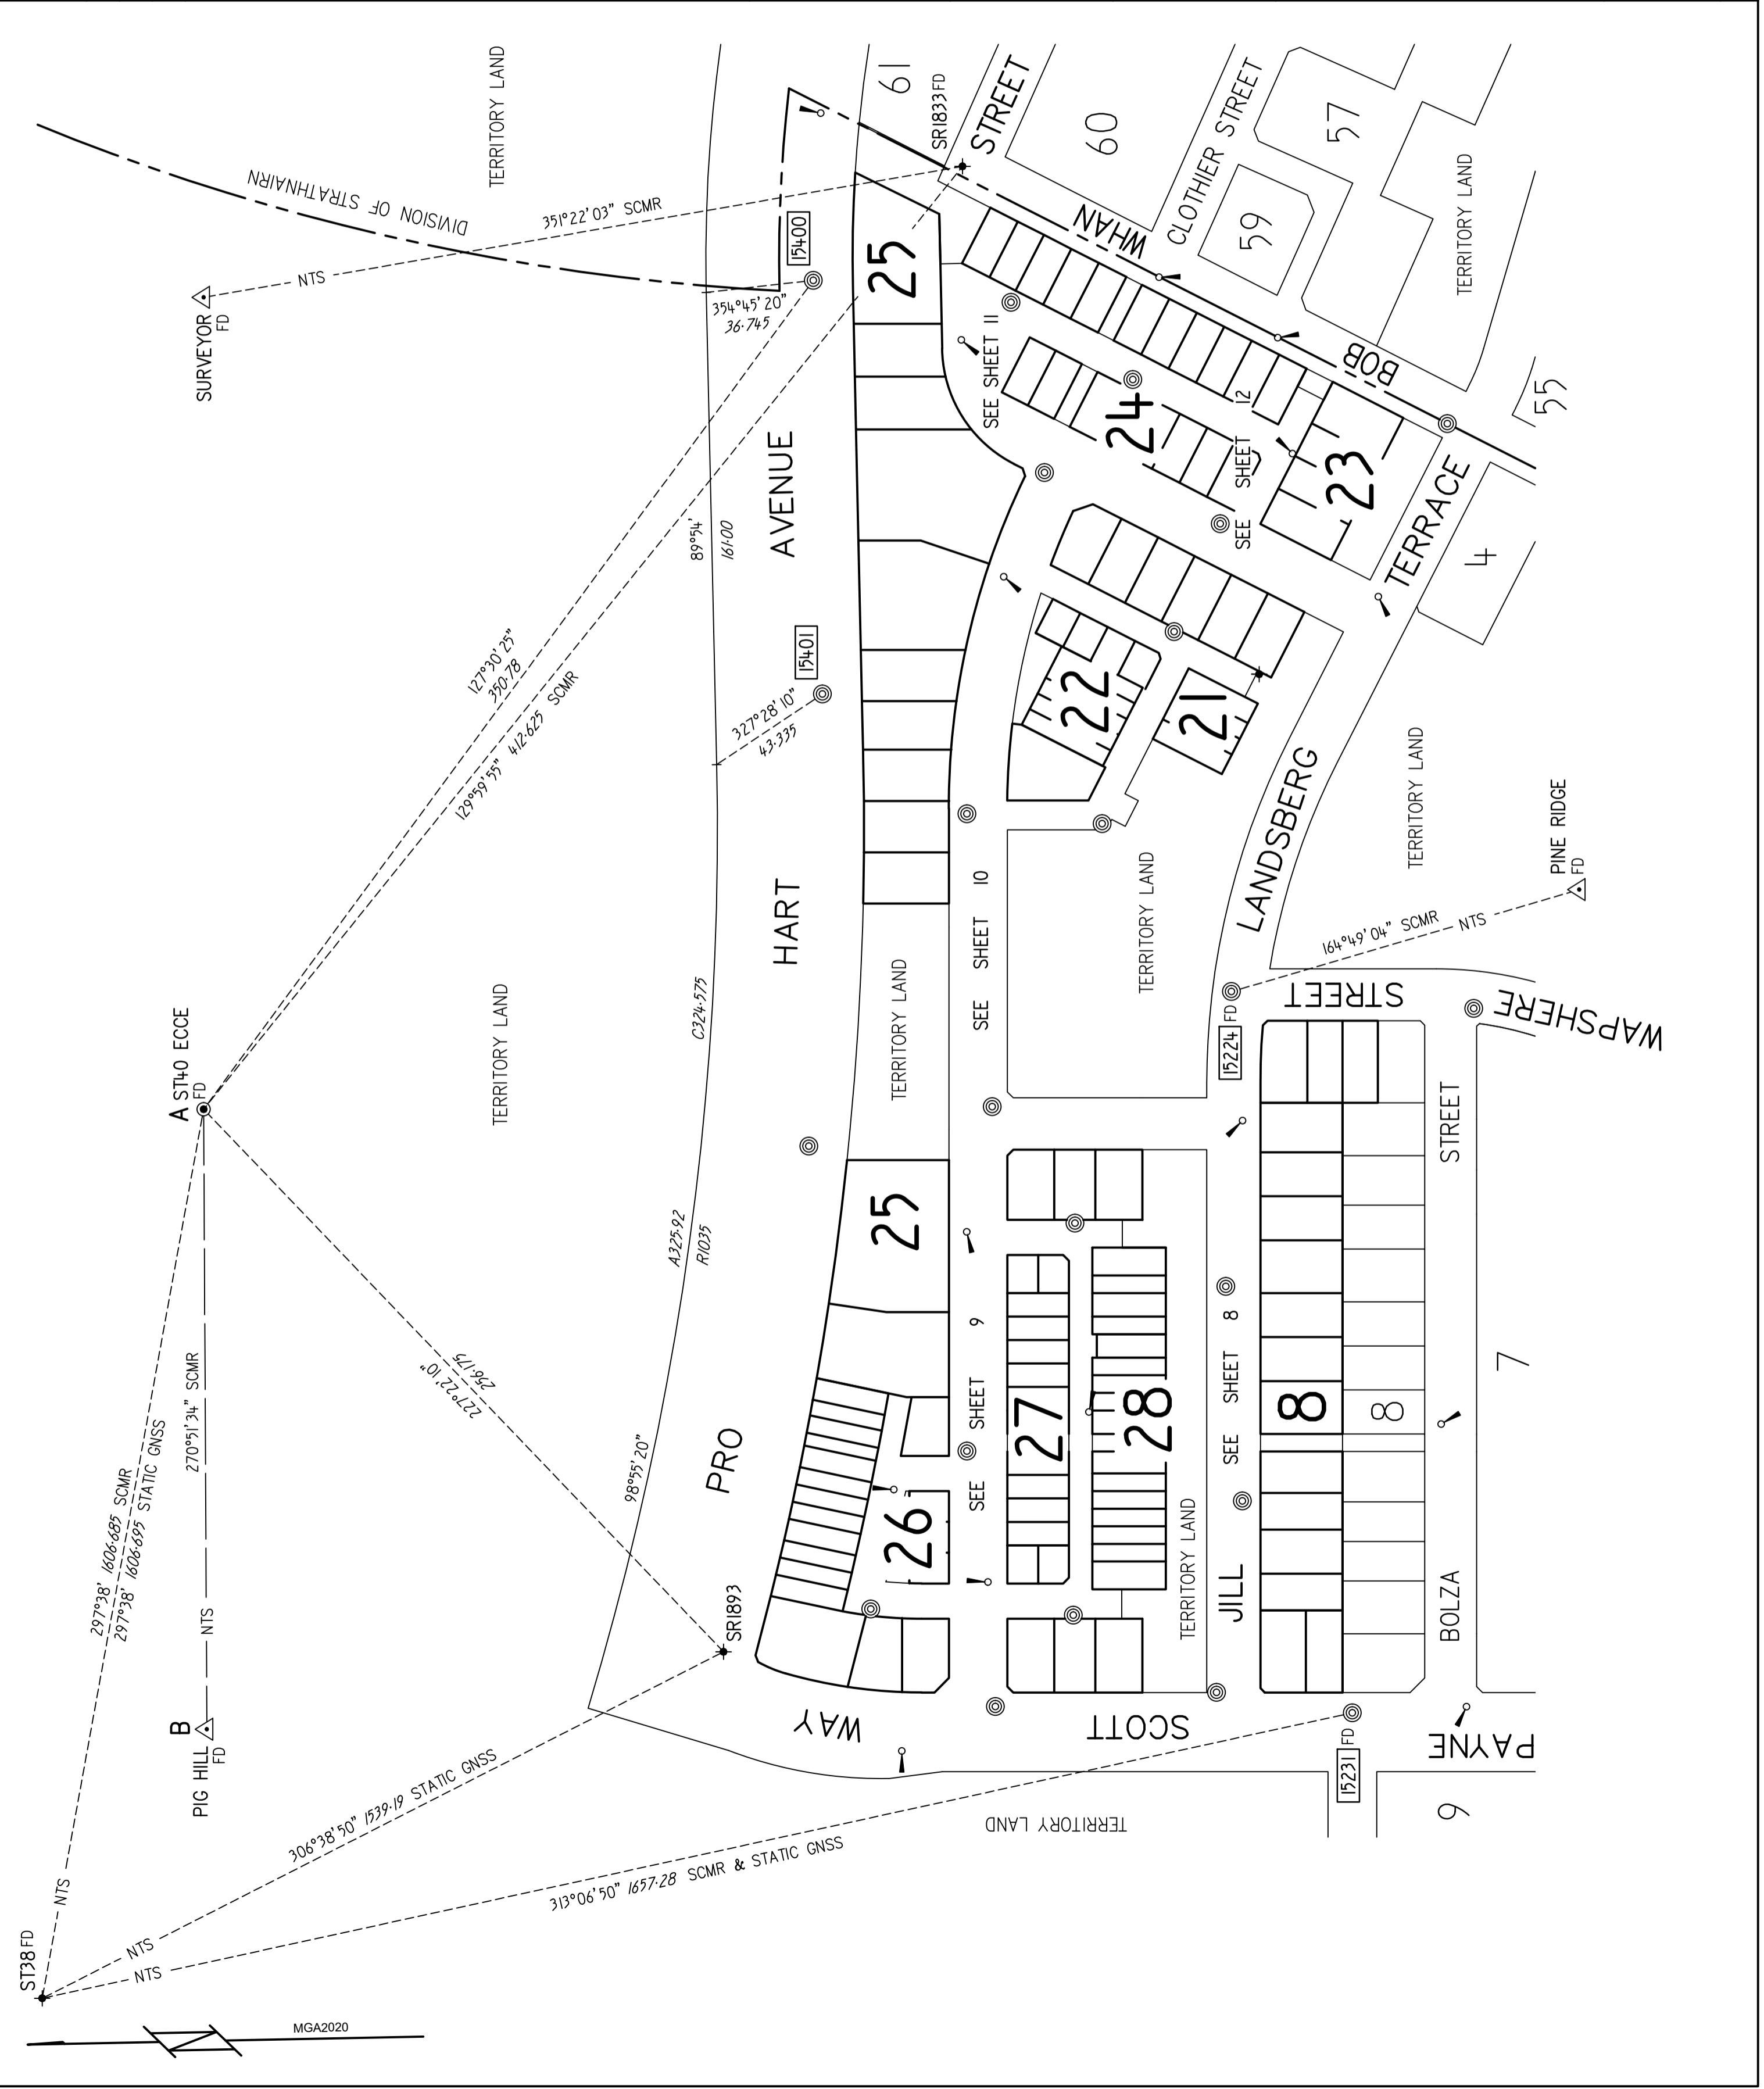 ST38 FD
NTS
297°38' 1606·685 SCMR
297°38' 1606·695 STATIC GNSS
NTS
306°38'50" 1539·19 STATIC GNSS
NTS
313°06'50" 1657·28 SCMR & STATIC GNSS
MGA2020
B
PIG HILL
FD
NTS
270°51'34" SCMR
A ST40 ECCE
FD
227°22'10"
256·175
SR1893
127°30'25"
350·78
129°59'55" 412·625 SCMR
SURVEYOR
FD
NTS
351°22'03" SCMR
DIVISION OF STRATHNAIRN
TERRITORY LAND
TERRITORY LAND
354°45'20"
36·745
15400
15401
327°28'10"
43·335
89°54'
161·00
C324·575
A325·92
R1035
98°55'20"
PRO
HART
AVENUE
61
SR1833 FD
STREET
WHAN
BOB
60
CLOTHIER STREET
59
57
TERRITORY LAND
55
4
25
25
TERRITORY LAND
26
SEE SHEET 9
SEE SHEET 10
SEE SHEET 11
SEE SHEET 12
24
23
22
21
27
28
TERRITORY LAND
TERRITORY LAND
TERRITORY LAND
LANDSBERG
TERRACE
JILL
SEE SHEET 8
8
8
15224 FD
164°49'04" SCMR
NTS
PINE RIDGE
FD
STREET
WAPSHERE
BOLZA
STREET
7
WAY
SCOTT
PAYNE
15231 FD
9
TERRITORY LAND